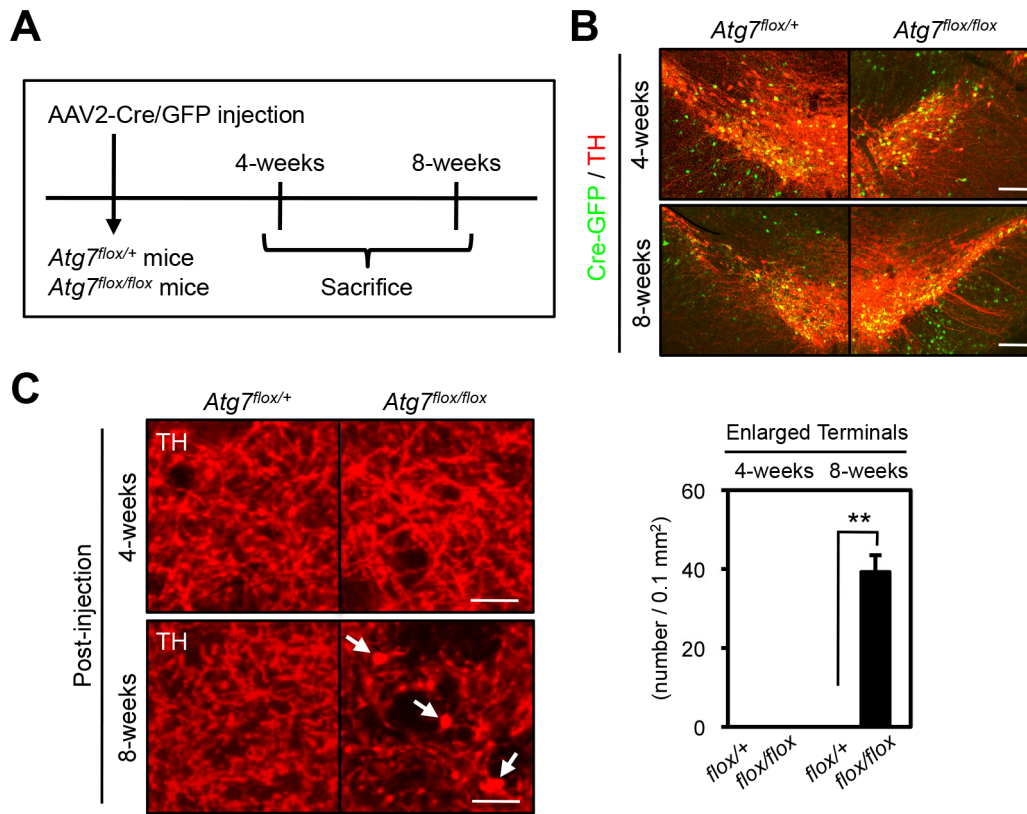 A
AAV2-Cre/GFP injection
4-weeks
8-weeks
Atg7flox/+ mice
Atg7flox/flox mice
Sacrifice
B
Atg7flox/+
Atg7flox/flox
Cre-GFP / TH
4-weeks
8-weeks
C
Atg7flox/+
Atg7flox/flox
Post-injection
4-weeks
TH
8-weeks
TH
Enlarged Terminals
4-weeks
8-weeks
(number / 0.1 mm²)
60
40
20
0
**
flox/+
flox/flox
flox/+
flox/flox